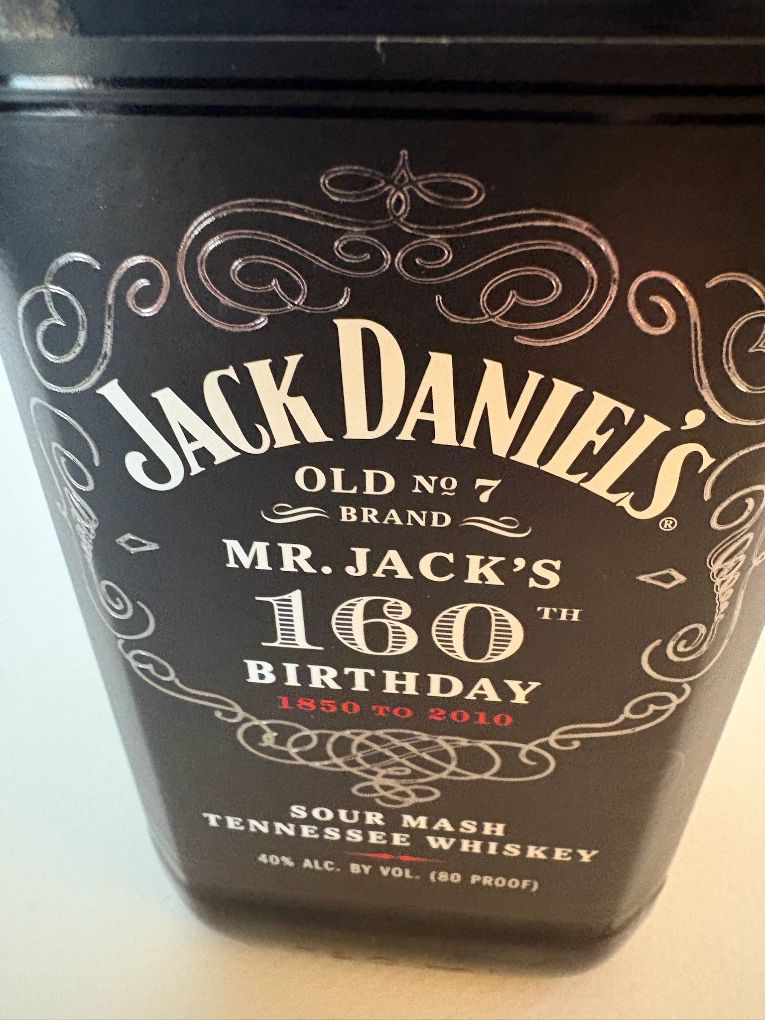 JACK DANIEL'S®
OLD Nº 7
BRAND
MR. JACK'S
160TH
BIRTHDAY
1850 TO 2010
SOUR MASH
TENNESSEE WHISKEY
40% ALC. BY VOL. (80 PROOF)